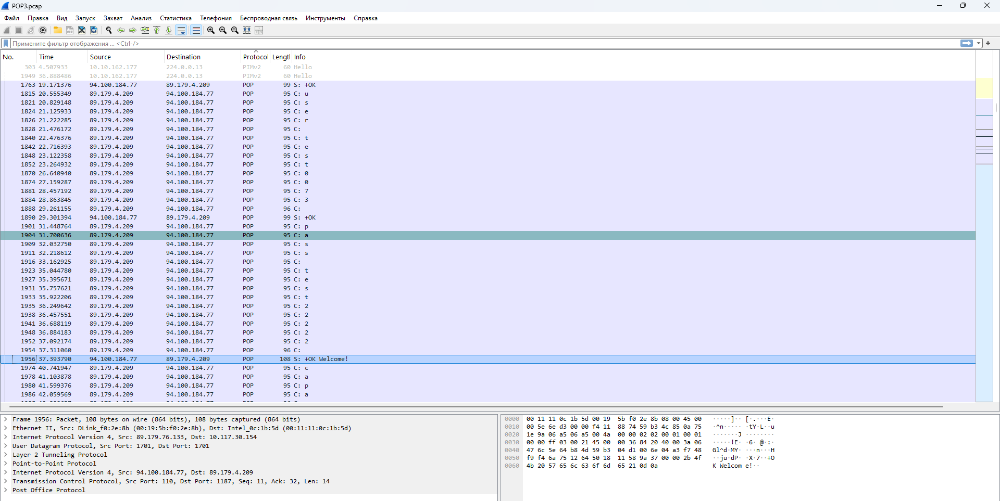 POP3.pcap
Файл Правка Вид Запуск Захват Анализ Статистика Телефония Беспроводная связь Инструменты Справка
Примените фильтр отображения ... <Ctrl-/>
No. Time Source Destination Protocol Lengtl Info
303 4.507933 10.10.162.177 224.0.0.13 PIMv2 60 Hello
1949 36.888486 10.10.162.177 224.0.0.13 PIMv2 60 Hello
1763 19.171376 94.100.184.77 89.179.4.209 POP 99 S: +OK
1815 20.555349 89.179.4.209 94.100.184.77 POP 95 C: u
1821 20.829148 89.179.4.209 94.100.184.77 POP 95 C: s
1824 21.125933 89.179.4.209 94.100.184.77 POP 95 C: e
1826 21.222285 89.179.4.209 94.100.184.77 POP 95 C: r
1828 21.476172 89.179.4.209 94.100.184.77 POP 95 C:
1840 22.476376 89.179.4.209 94.100.184.77 POP 95 C: t
1842 22.716393 89.179.4.209 94.100.184.77 POP 95 C: e
1848 23.122358 89.179.4.209 94.100.184.77 POP 95 C: s
1852 23.264932 89.179.4.209 94.100.184.77 POP 95 C: t
1870 26.640940 89.179.4.209 94.100.184.77 POP 95 C: 0
1874 27.159287 89.179.4.209 94.100.184.77 POP 95 C: 0
1881 28.457192 89.179.4.209 94.100.184.77 POP 95 C: 7
1884 28.863845 89.179.4.209 94.100.184.77 POP 95 C: 3
1888 29.261155 89.179.4.209 94.100.184.77 POP 96 C:
1890 29.301394 94.100.184.77 89.179.4.209 POP 99 S: +OK
1901 31.448764 89.179.4.209 94.100.184.77 POP 95 C: p
1904 31.700636 89.179.4.209 94.100.184.77 POP 95 C: a
1909 32.032750 89.179.4.209 94.100.184.77 POP 95 C: s
1911 32.218612 89.179.4.209 94.100.184.77 POP 95 C: s
1916 33.162925 89.179.4.209 94.100.184.77 POP 95 C:
1923 35.044780 89.179.4.209 94.100.184.77 POP 95 C: t
1927 35.395671 89.179.4.209 94.100.184.77 POP 95 C: e
1931 35.757621 89.179.4.209 94.100.184.77 POP 95 C: s
1933 35.922206 89.179.4.209 94.100.184.77 POP 95 C: t
1935 36.249642 89.179.4.209 94.100.184.77 POP 95 C: 2
1938 36.457551 89.179.4.209 94.100.184.77 POP 95 C: 2
1941 36.688119 89.179.4.209 94.100.184.77 POP 95 C: 2
1948 36.884183 89.179.4.209 94.100.184.77 POP 95 C: 2
1952 37.092174 89.179.4.209 94.100.184.77 POP 95 C: 2
1954 37.311060 89.179.4.209 94.100.184.77 POP 96 C:
1956 37.393790 94.100.184.77 89.179.4.209 POP 108 S: +OK Welcome!
1974 40.741947 89.179.4.209 94.100.184.77 POP 95 C: c
1978 41.103878 89.179.4.209 94.100.184.77 POP 95 C: a
1980 41.599376 89.179.4.209 94.100.184.77 POP 95 C: p
1986 42.059569 89.179.4.209 94.100.184.77 POP 95 C: a
Frame 1956: Packet, 108 bytes on wire (864 bits), 108 bytes captured (864 bits)
Ethernet II, Src: DLink_f0:2e:8b (00:19:5b:f0:2e:8b), Dst: Intel_0c:1b:5d (00:11:11:0c:1b:5d)
Internet Protocol Version 4, Src: 89.179.76.133, Dst: 10.117.30.154
User Datagram Protocol, Src Port: 1701, Dst Port: 1701
Layer 2 Tunneling Protocol
Point-to-Point Protocol
Internet Protocol Version 4, Src: 94.100.184.77, Dst: 89.179.4.209
Transmission Control Protocol, Src Port: 110, Dst Port: 1187, Seq: 11, Ack: 32, Len: 14
Post Office Protocol
0000 00 11 11 0c 1b 5d 00 19 5b f0 2e 8b 08 00 45 00 ·····]·· [·.···E·
0010 00 5e 6e d3 00 00 f4 11 88 74 59 b3 4c 85 0a 75 ·^n····· ·tY·L··u
0020 1e 9a 06 a5 06 a5 00 4a 00 00 02 02 00 01 00 01 ·······J ········
0030 00 00 ff 03 00 21 45 00 00 36 84 20 40 00 3a 06 ·····!E· ·6· @·:·
0040 47 6c 5e 64 b8 4d 59 b3 04 d1 00 6e 04 a3 f7 48 Gl^d·MY· ···n···H
0050 f9 f4 6a 75 12 64 50 18 11 58 9a 37 00 00 2b 4f ··ju·dP· ·X·7··+O
0060 4b 20 57 65 6c 63 6f 6d 65 21 0d 0a K Welcom e!··